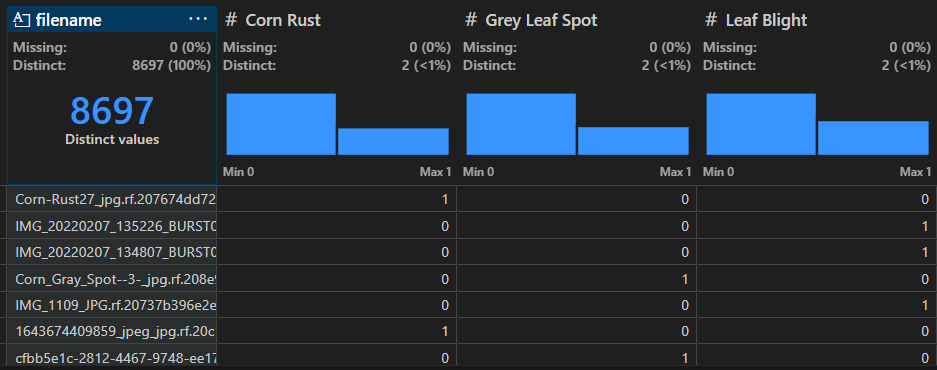 filename ... # Corn Rust # Grey Leaf Spot # Leaf Blight
Missing: 0 (0%) Missing: 0 (0%) Missing: 0 (0%) Missing: 0 (0%)
Distinct: 8697 (100%) Distinct: 2 (<1%) Distinct: 2 (<1%) Distinct: 2 (<1%)
8697
Distinct values
Min 0 Max 1 Min 0 Max 1 Min 0 Max 1
Corn-Rust27_jpg.rf.207674dd72 1 0 0
IMG_20220207_135226_BURST0 0 0 1
IMG_20220207_134807_BURST0 0 0 1
Corn_Gray_Spot--3-_jpg.rf.208e9 0 1 0
IMG_1109_JPG.rf.20737b396e2e 0 0 1
1643674409859_jpeg_jpg.rf.20c 1 0 0
cfbb5e1c-2812-4467-9748-ee17 0 1 0